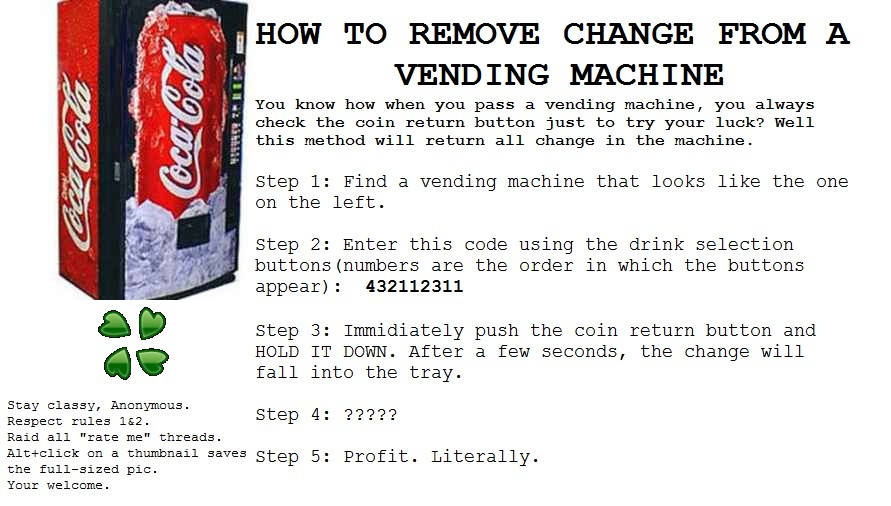 Coca-Cola
Enjoy
Coca-Cola
HOW TO REMOVE CHANGE FROM A
VENDING MACHINE
You know how when you pass a vending machine, you always
check the coin return button just to try your luck? Well
this method will return all change in the machine.
Step 1: Find a vending machine that looks like the one
on the left.
Step 2: Enter this code using the drink selection
buttons(numbers are the order in which the buttons
appear):  432112311
Step 3: Immidiately push the coin return button and
HOLD IT DOWN. After a few seconds, the change will
fall into the tray.
Step 4: ?????
Step 5: Profit. Literally.
Stay classy, Anonymous.
Respect rules 1&2.
Raid all "rate me" threads.
Alt+click on a thumbnail saves
the full-sized pic.
Your welcome.